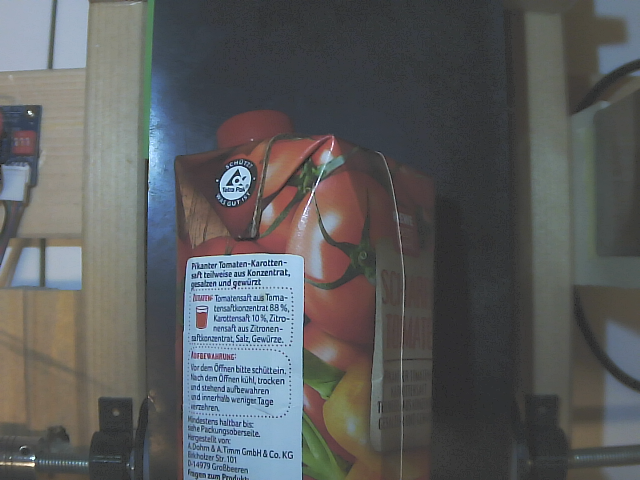 SCHÜTZT
Tetra Pak
WAS GUT IST
Pikanter Tomaten-Karotten-
saft teilweise aus Konzentrat,
gesalzen und gewürzt
ZUTATEN: Tomatensaft aus Toma-
tensaftkonzentrat 88 %,
Karottensaft 10 %, Zitro-
nensaft aus Zitronen-
saftkonzentrat, Salz, Gewürze.
AUFBEWAHRUNG:
Vor dem Öffnen bitte schütteln.
Nach dem Öffnen kühl, trocken
und stehend aufbewahren
und innerhalb weniger Tage
verzehren.
Mindestens haltbar bis:
siehe Packungsoberseite.
Hergestellt von:
A.Dohrn & A.Timm GmbH & Co. KG
Str. 101
D-14979 Großbeeren
Fragen zum Produkt: